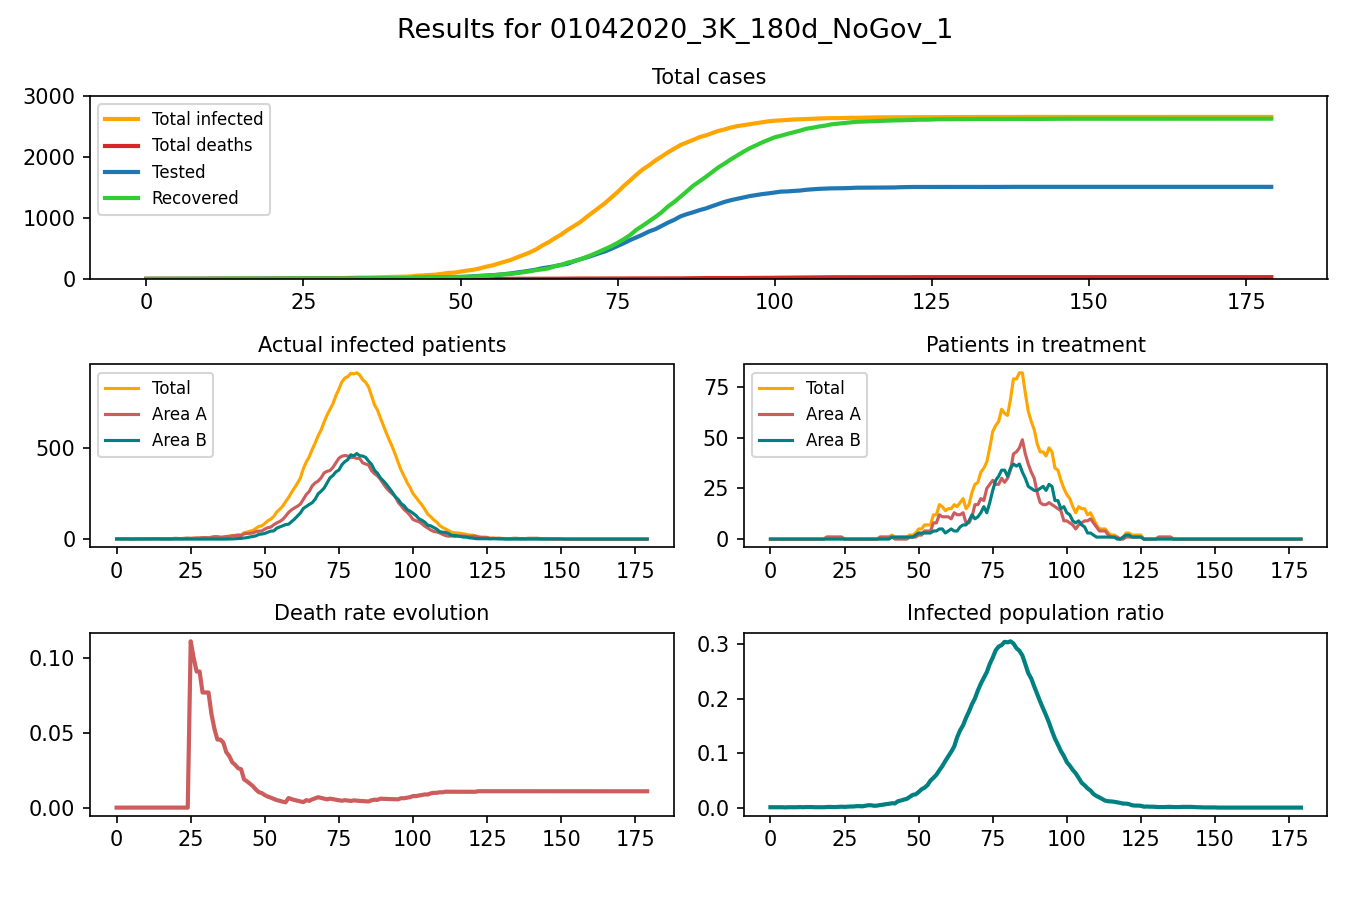 Results for 01042020_3K_180d_NoGov_1
Total cases
3000
2000
1000
0
Total infected
Total deaths
Tested
Recovered
0 25 50 75 100 125 150 175
Actual infected patients
500
0
Total
Area A
Area B
0 25 50 75 100 125 150 175
Patients in treatment
75
50
25
0
Total
Area A
Area B
0 25 50 75 100 125 150 175
Death rate evolution
0.10
0.05
0.00
0 25 50 75 100 125 150 175
Infected population ratio
0.3
0.2
0.1
0.0
0 25 50 75 100 125 150 175